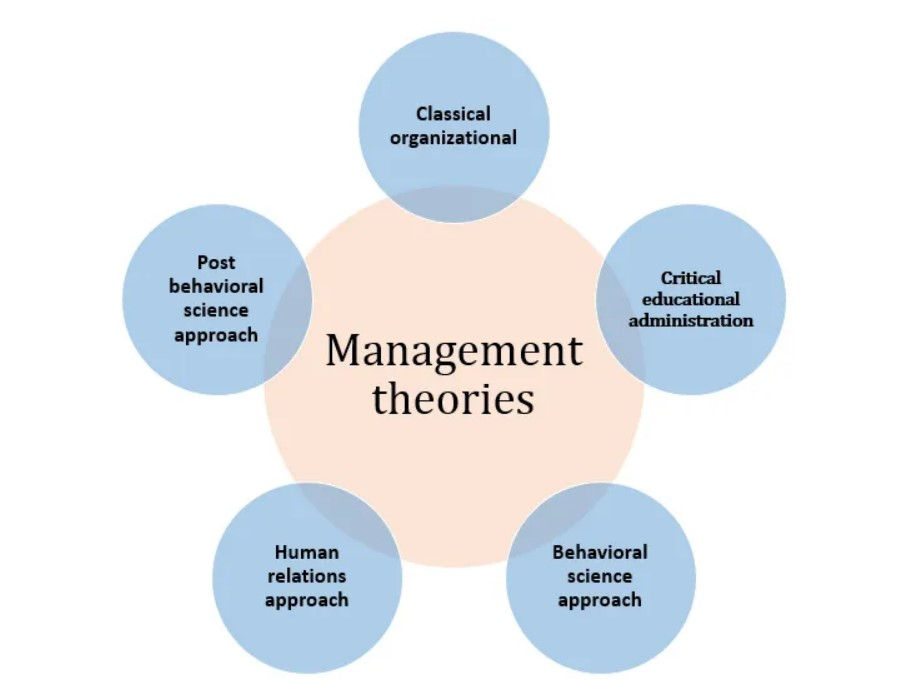 Classical
organizational
Critical
educational
administration
Behavioral
science
approach
Human
relations
approach
Post
behavioral
science
approach
Management
theories